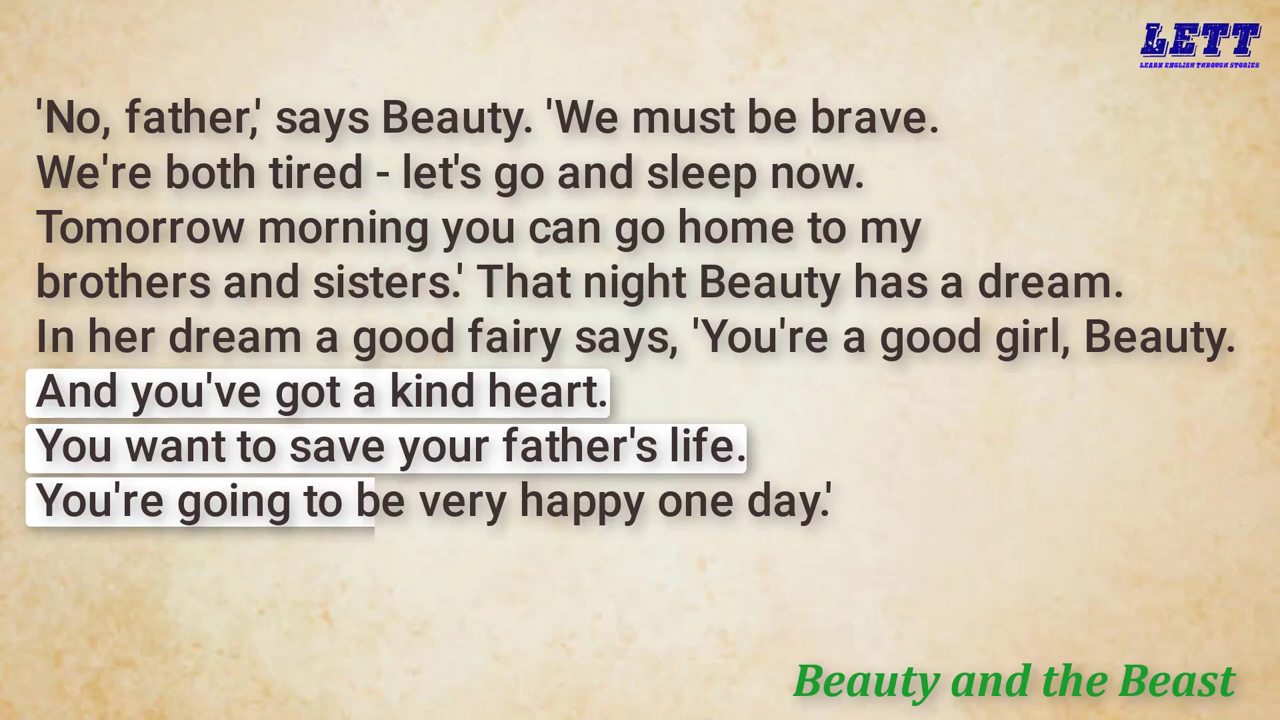 LETT
LEARN ENGLISH THROUGH STORIES
'No, father,' says Beauty. 'We must be brave.
We're both tired - let's go and sleep now.
Tomorrow morning you can go home to my
brothers and sisters.' That night Beauty has a dream.
In her dream a good fairy says, 'You're a good girl, Beauty.
And you've got a kind heart.
You want to save your father's life.
You're going to be very happy one day.'
Beauty and the Beast